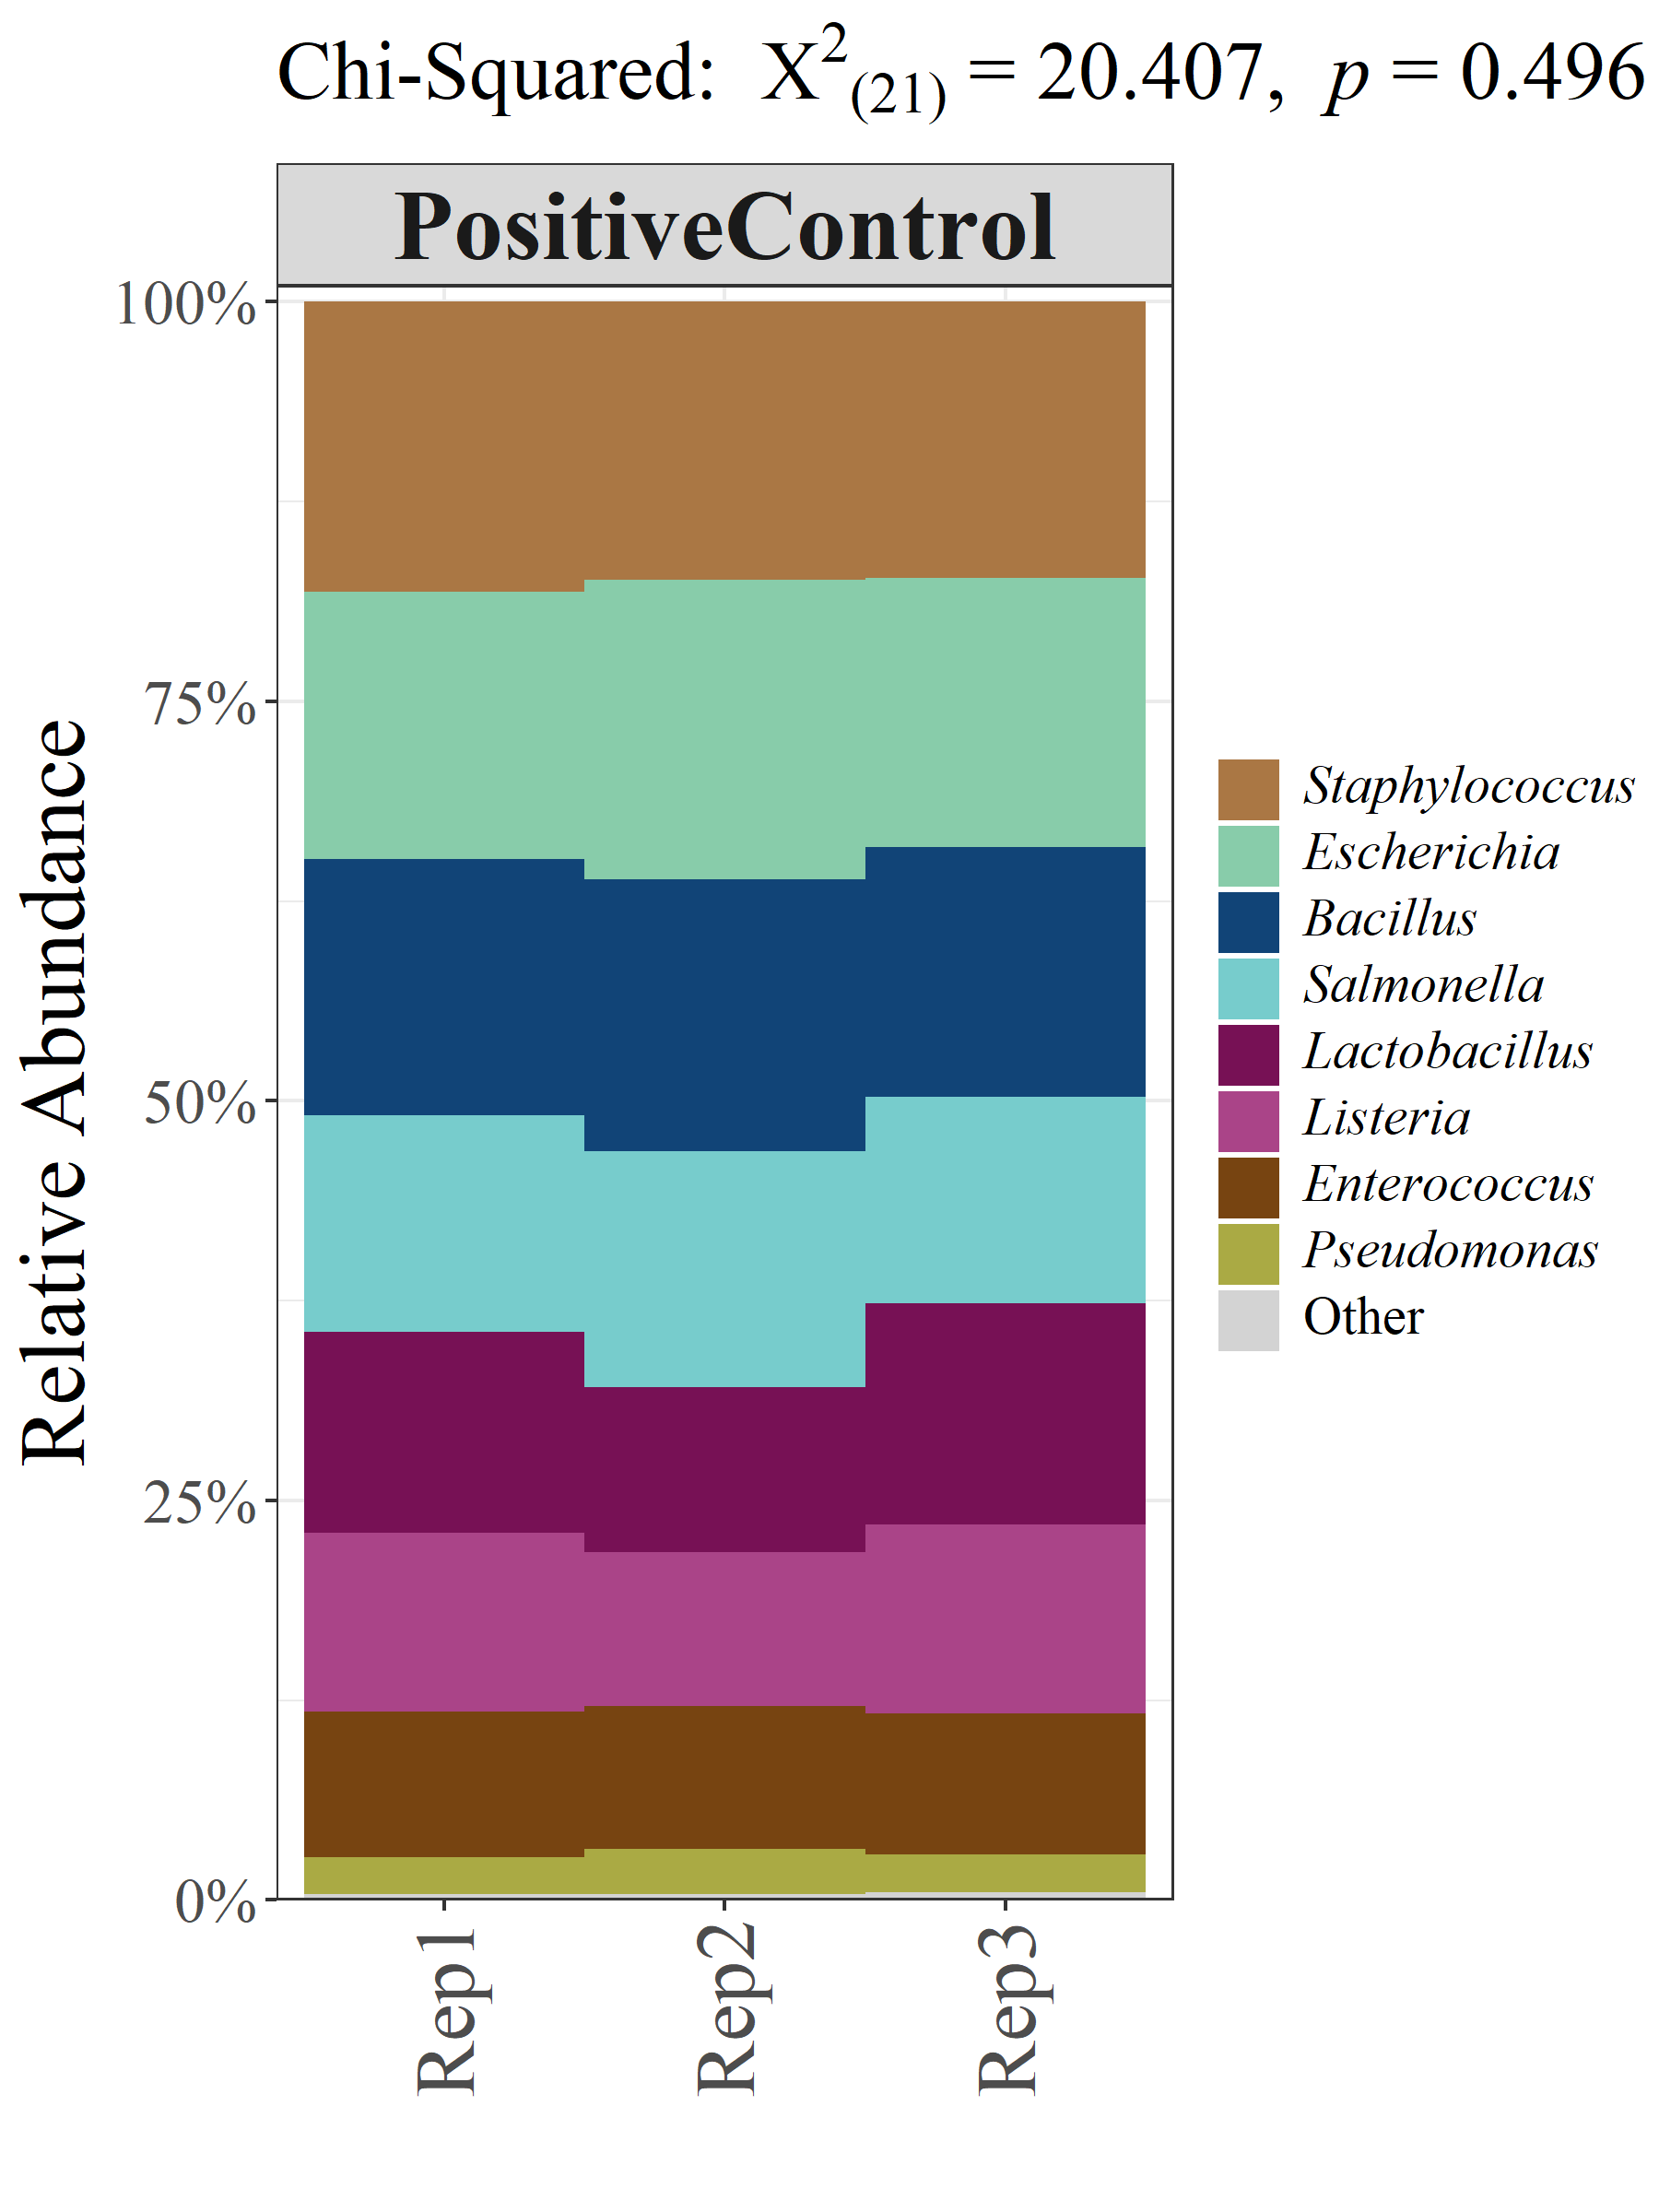 Chi-Squared: X²₍₂₁₎ = 20.407, p = 0.496
PositiveControl
100%
75%
50%
25%
0%
Relative Abundance
Rep1
Rep2
Rep3
Staphylococcus
Escherichia
Bacillus
Salmonella
Lactobacillus
Listeria
Enterococcus
Pseudomonas
Other